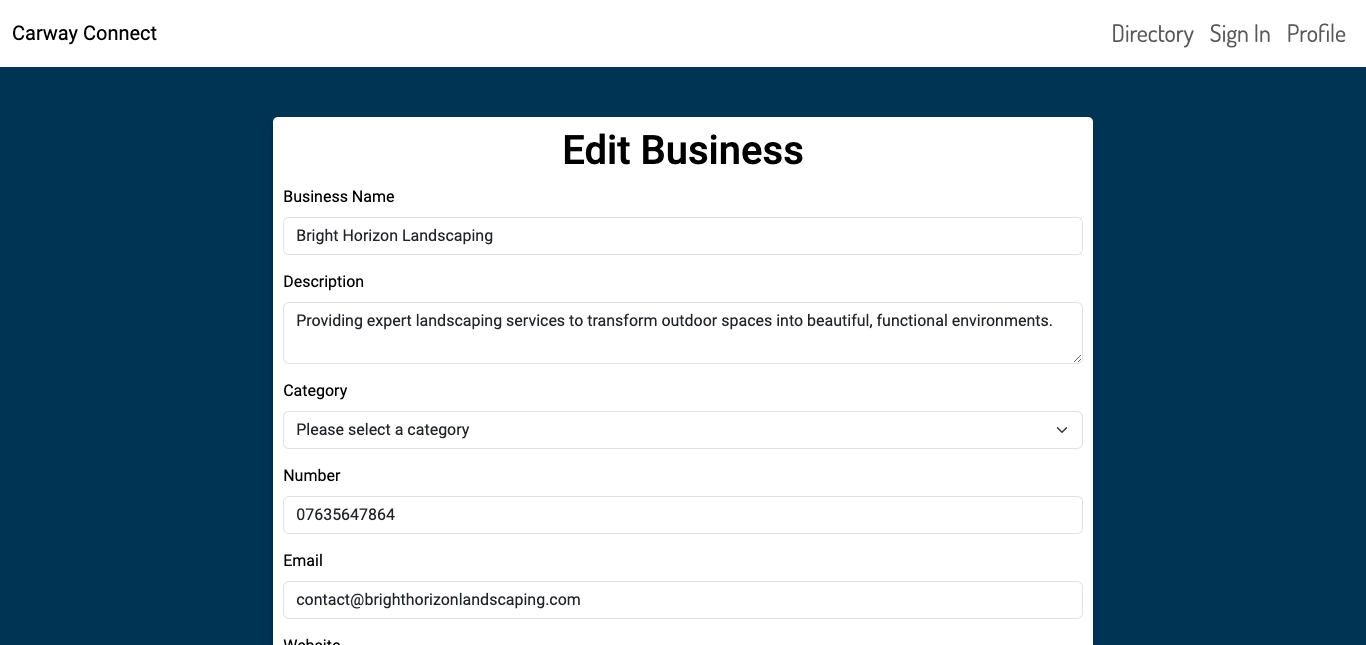 Carway Connect
Directory Sign In Profile
Edit Business
Business Name
Bright Horizon Landscaping
Description
Providing expert landscaping services to transform outdoor spaces into beautiful, functional environments.
Category
Please select a category
Number
07635647864
Email
contact@brighthorizonlandscaping.com
Website